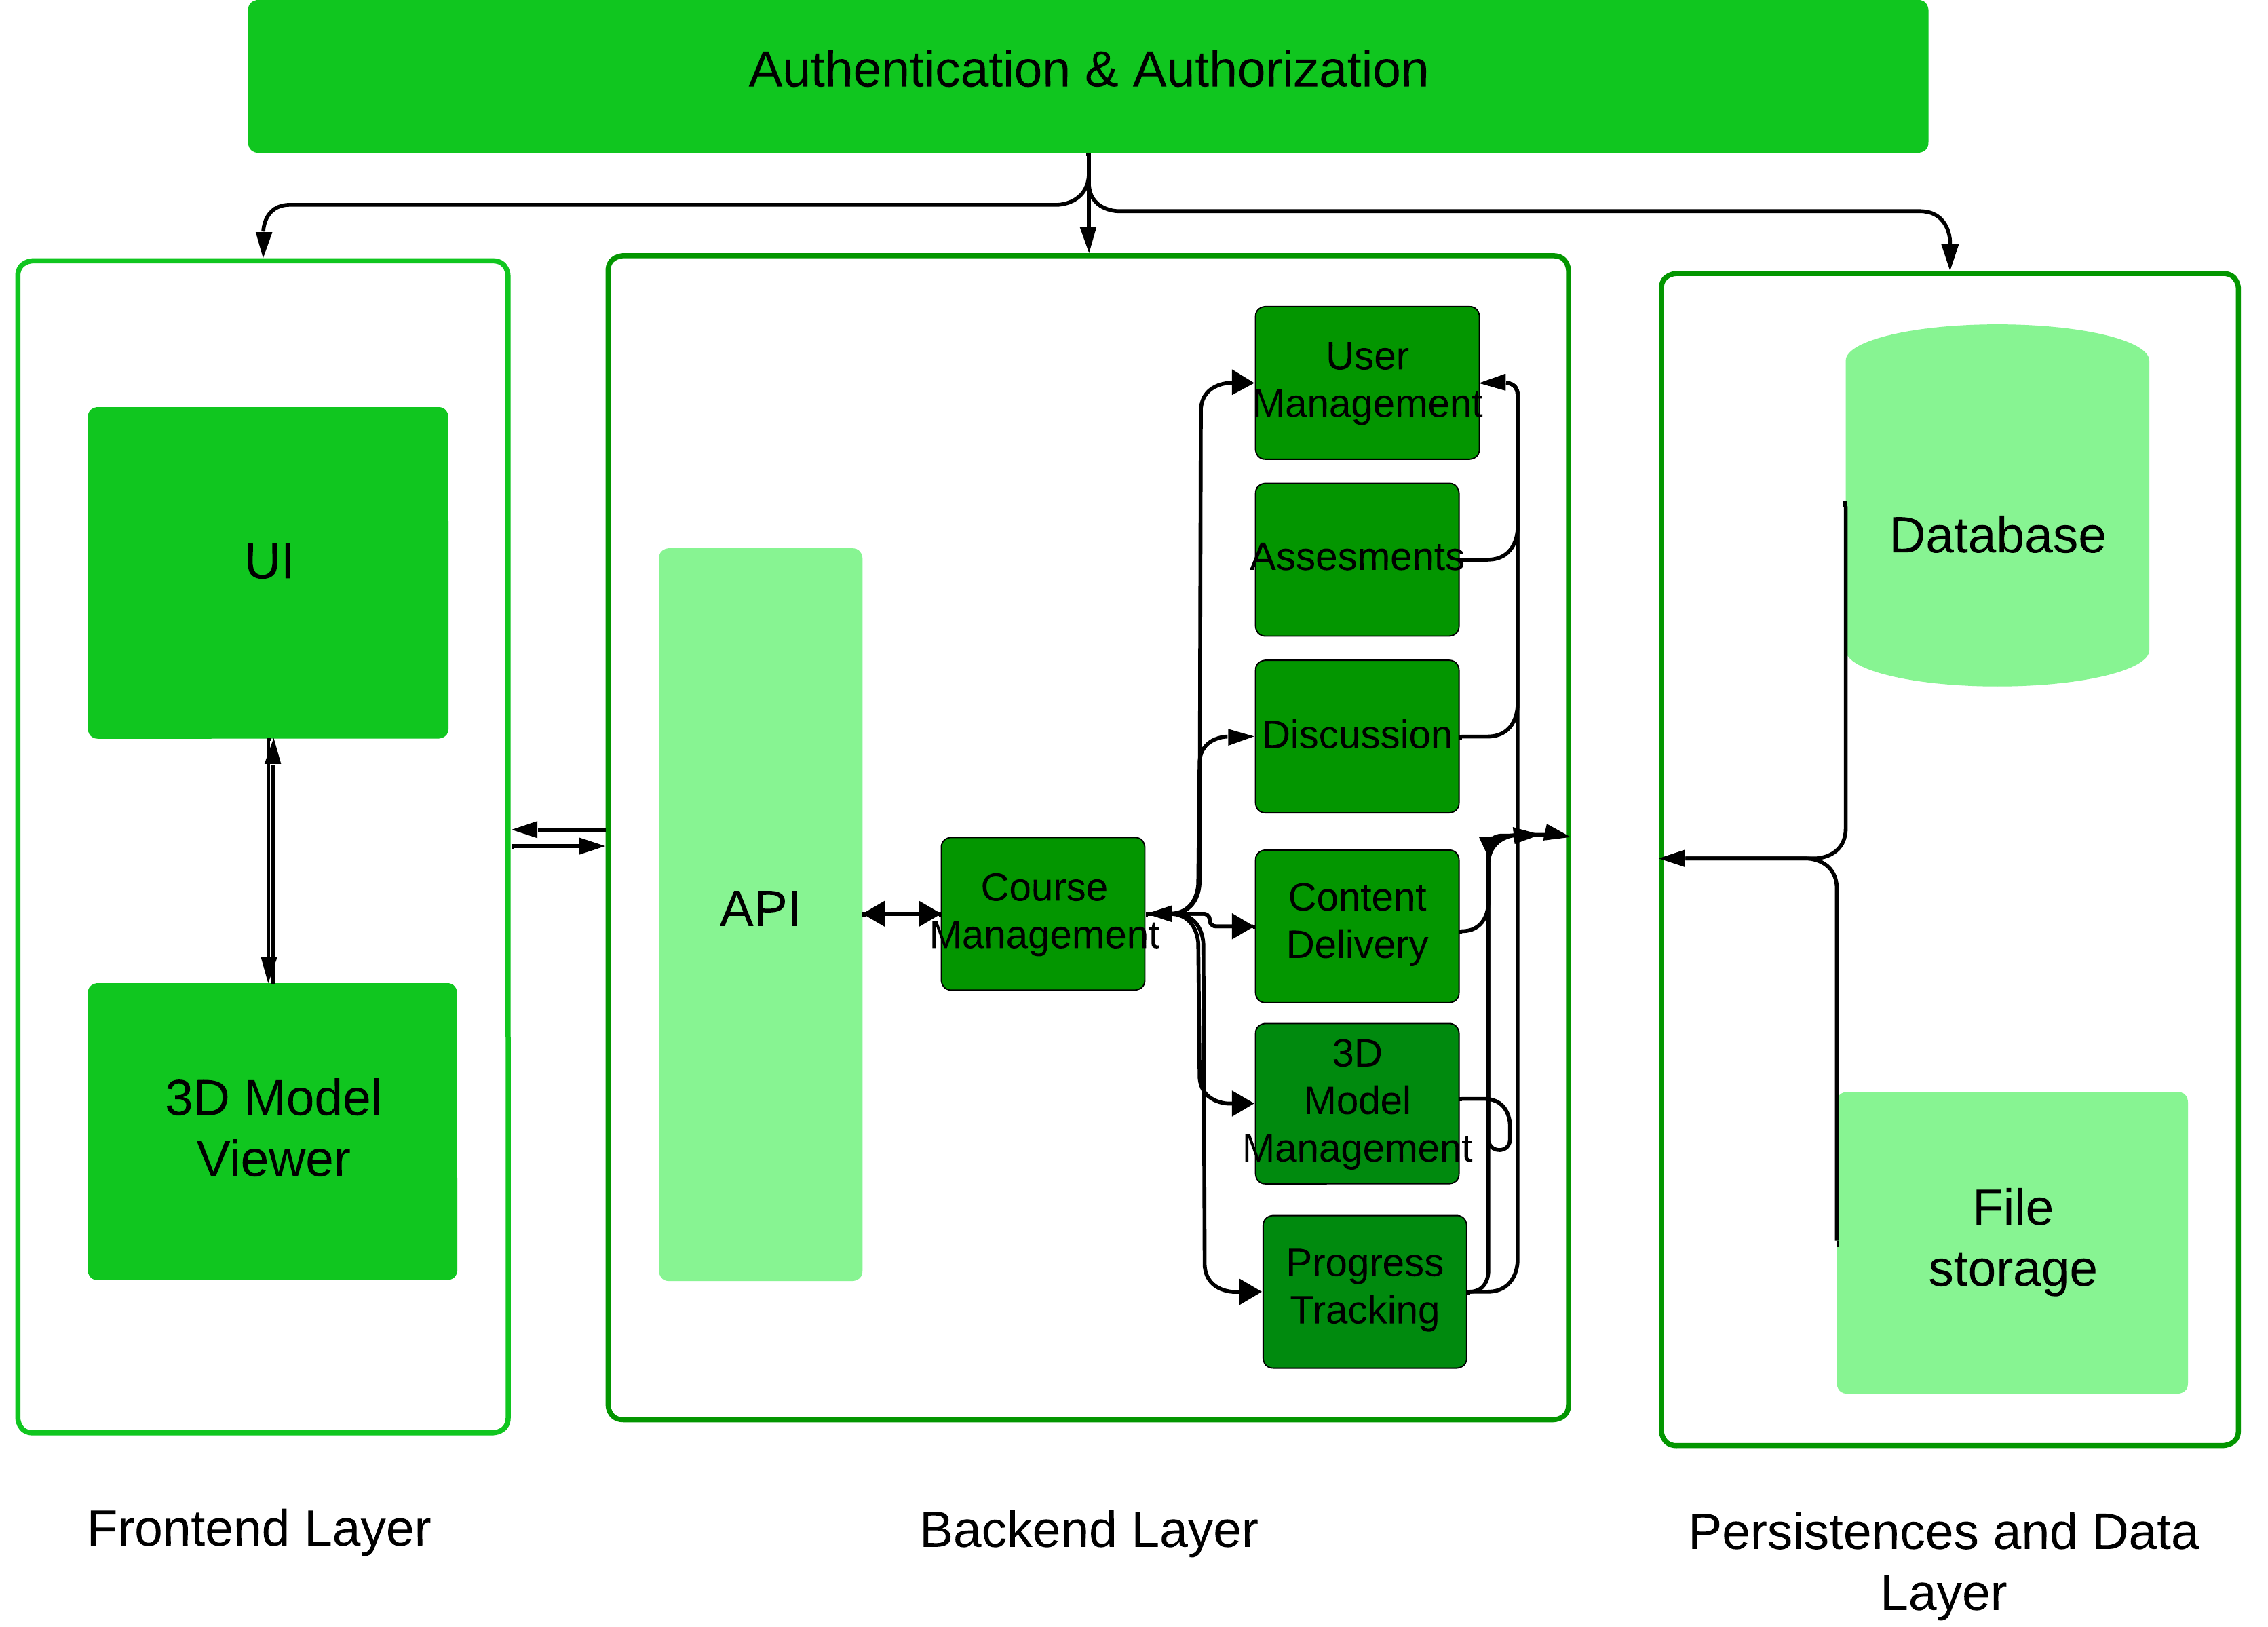 Authentication & Authorization
UI
3D Model
Viewer
API
Course
Management
User
Management
Assesments
Discussion
Content
Delivery
3D
Model
Management
Progress
Tracking
Database
File
storage
Frontend Layer
Backend Layer
Persistences and Data
Layer